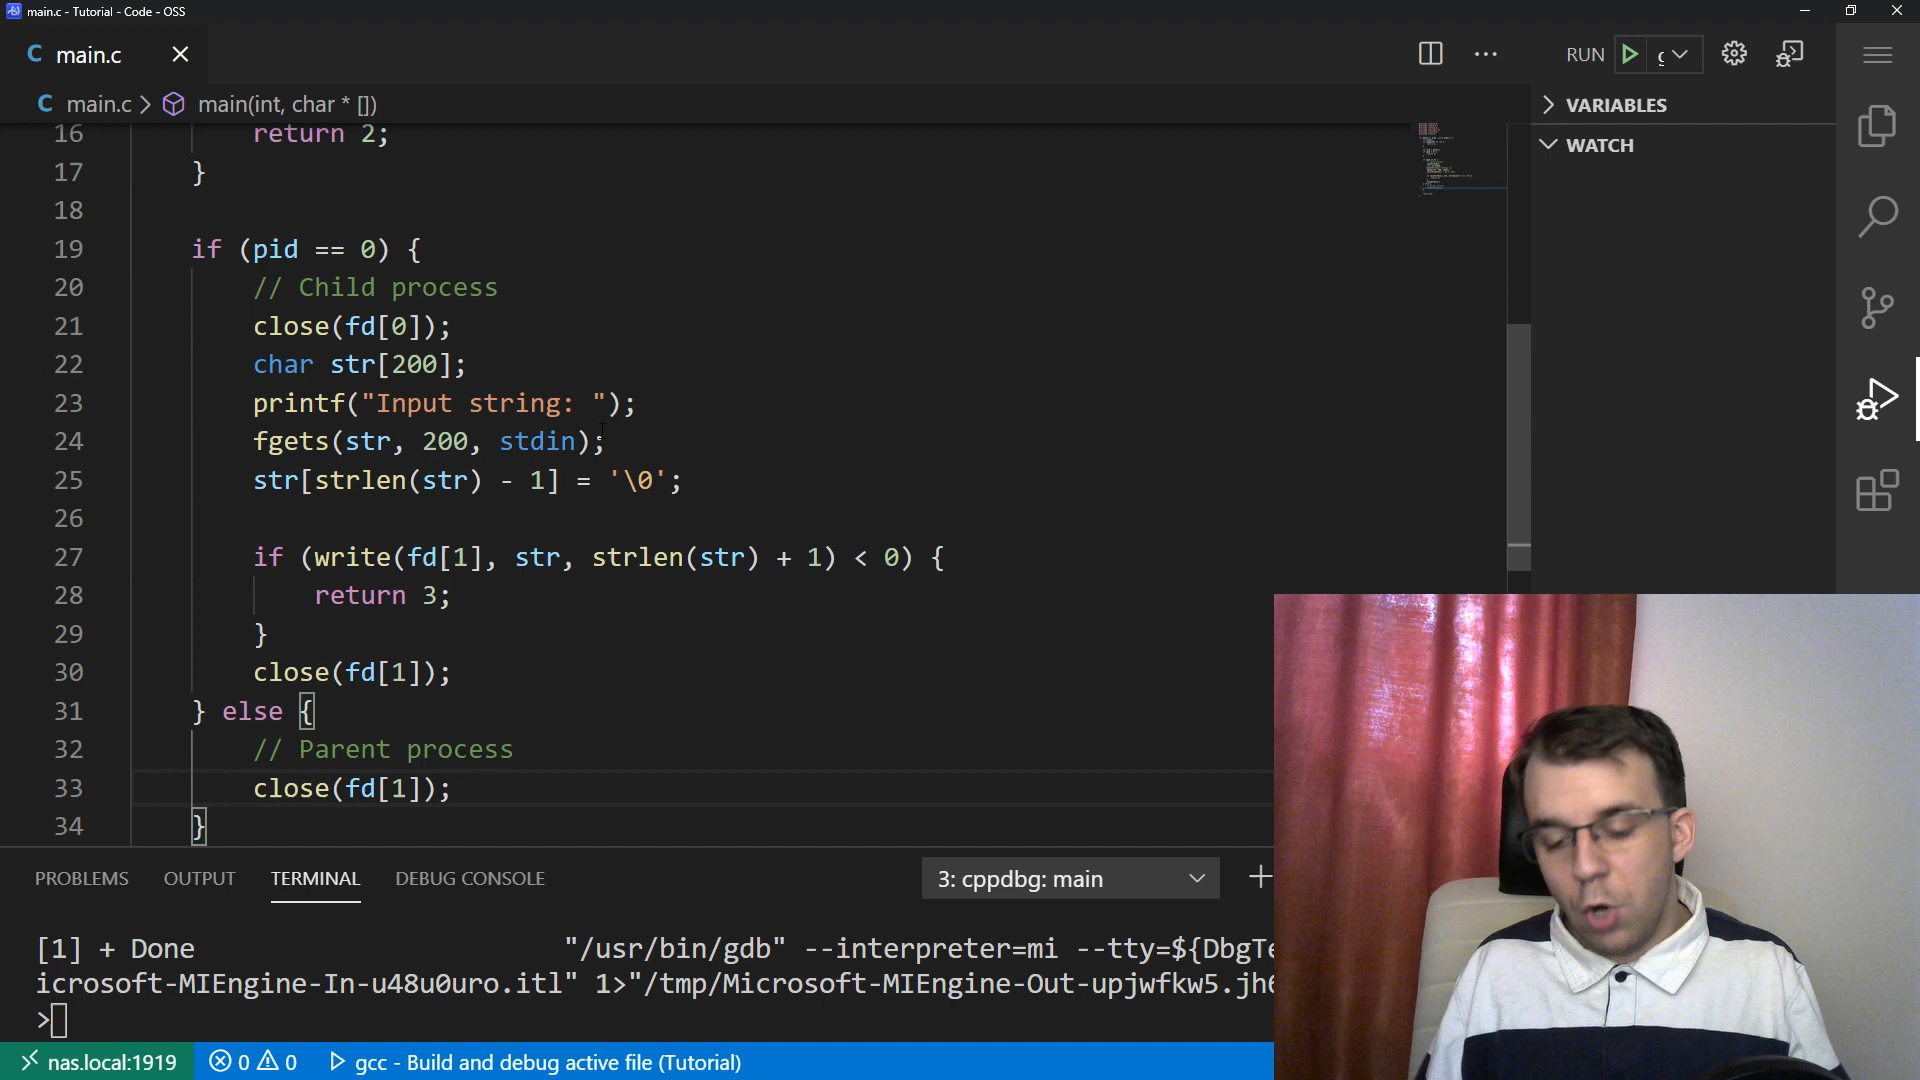 main.c - Tutorial - Code - OSS
C main.c
RUN
C main.c > main(int, char * [])
VARIABLES
WATCH
16 return 2;
17 }
18
19 if (pid == 0) {
20 // Child process
21 close(fd[0]);
22 char str[200];
23 printf("Input string: ");
24 fgets(str, 200, stdin);
25 str[strlen(str) - 1] = '\0';
26
27 if (write(fd[1], str, strlen(str) + 1) < 0) {
28 return 3;
29 }
30 close(fd[1]);
31 } else {
32 // Parent process
33 close(fd[1]);
34 }
PROBLEMS OUTPUT TERMINAL DEBUG CONSOLE 3: cppdbg: main
[1] + Done "/usr/bin/gdb" --interpreter=mi --tty=${DbgTe
icrosoft-MIEngine-In-u48u0uro.itl" 1>"/tmp/Microsoft-MIEngine-Out-upjwfkw5.jh6
>
nas.local:1919 0 0 gcc - Build and debug active file (Tutorial)